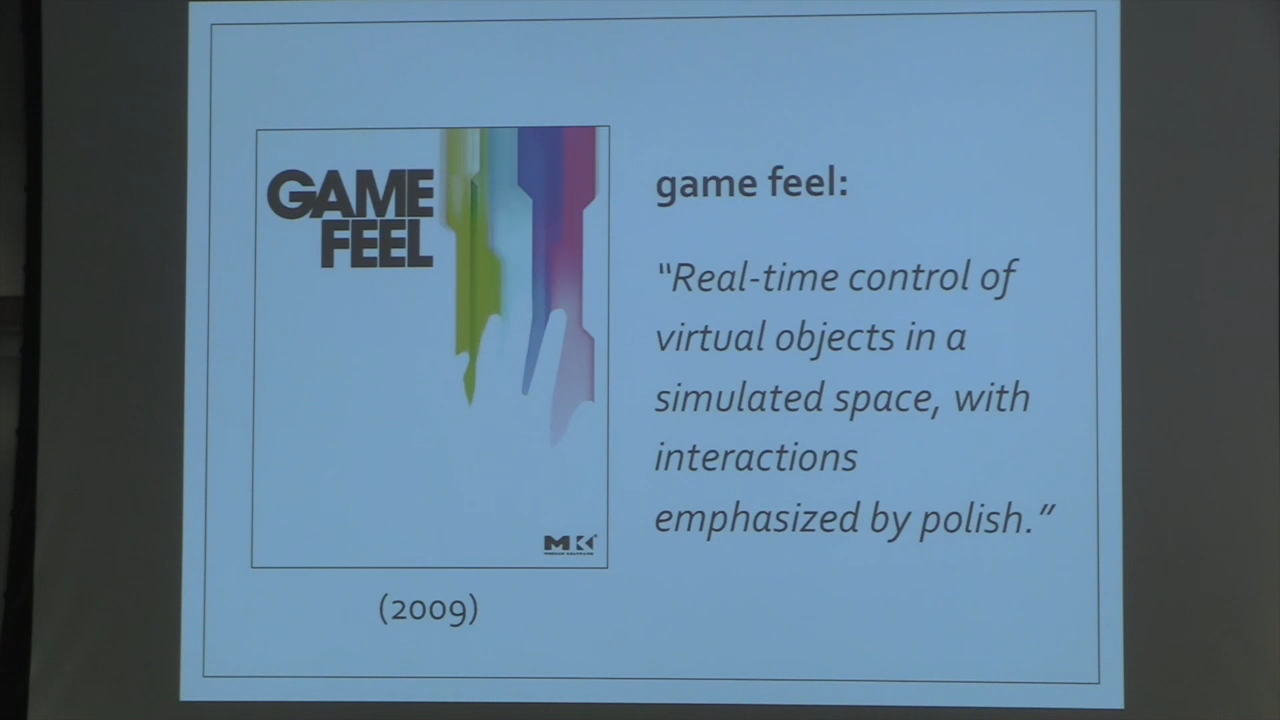 GAME
FEEL
MK
(2009)
game feel:
“Real-time control of
virtual objects in a
simulated space, with
interactions
emphasized by polish.”